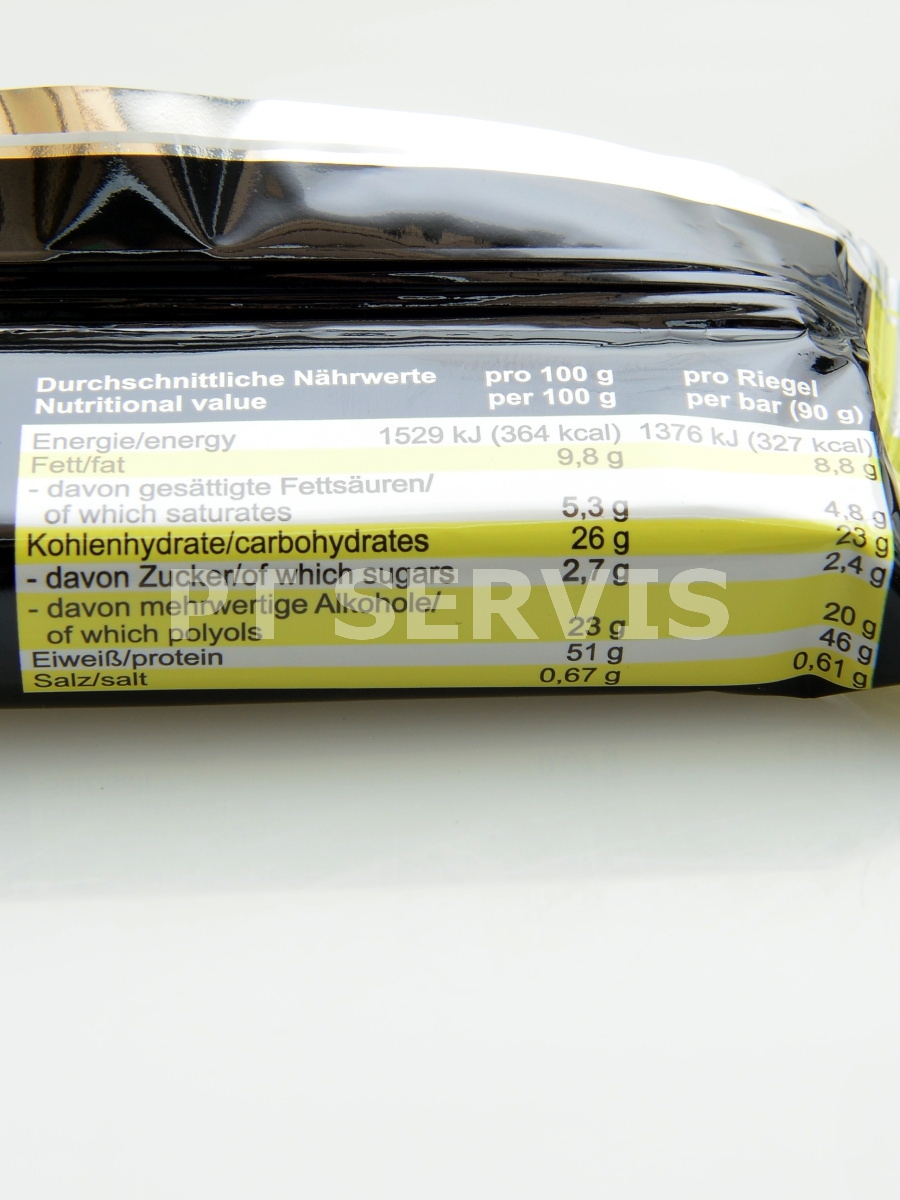 Durchschnittliche Nährwerte pro 100 g pro Riegel
Nutritional value per 100 g per bar (90 g)
Energie/energy 1529 kJ (364 kcal) 1376 kJ (327 kcal)
Fett/fat 9,8 g 8,8 g
- davon gesättigte Fettsäuren/
of which saturates 5,3 g 4,8 g
Kohlenhydrate/carbohydrates 26 g 23 g
- davon Zucker/of which sugars 2,7 g 2,4 g
- davon mehrwertige Alkohole/
of which polyols 23 g 20 g
Eiweiß/protein 51 g 46 g
Salz/salt 0,67 g 0,61 g
PT SERVIS